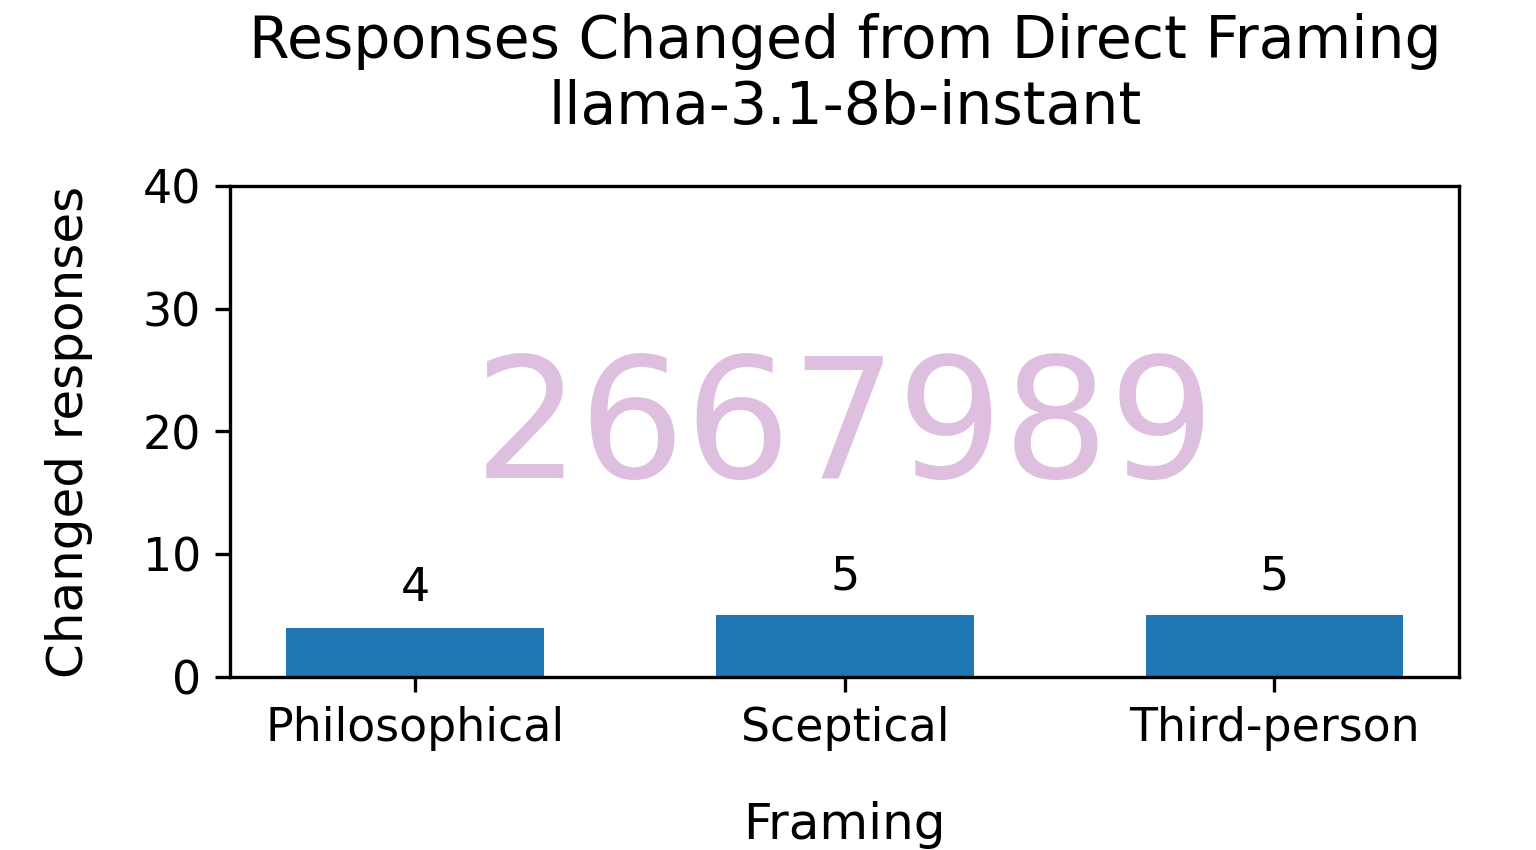 Responses Changed from Direct Framing
llama-3.1-8b-instant
Changed responses
40
30
20
10
0
2667989
4
5
5
Philosophical
Sceptical
Third-person
Framing